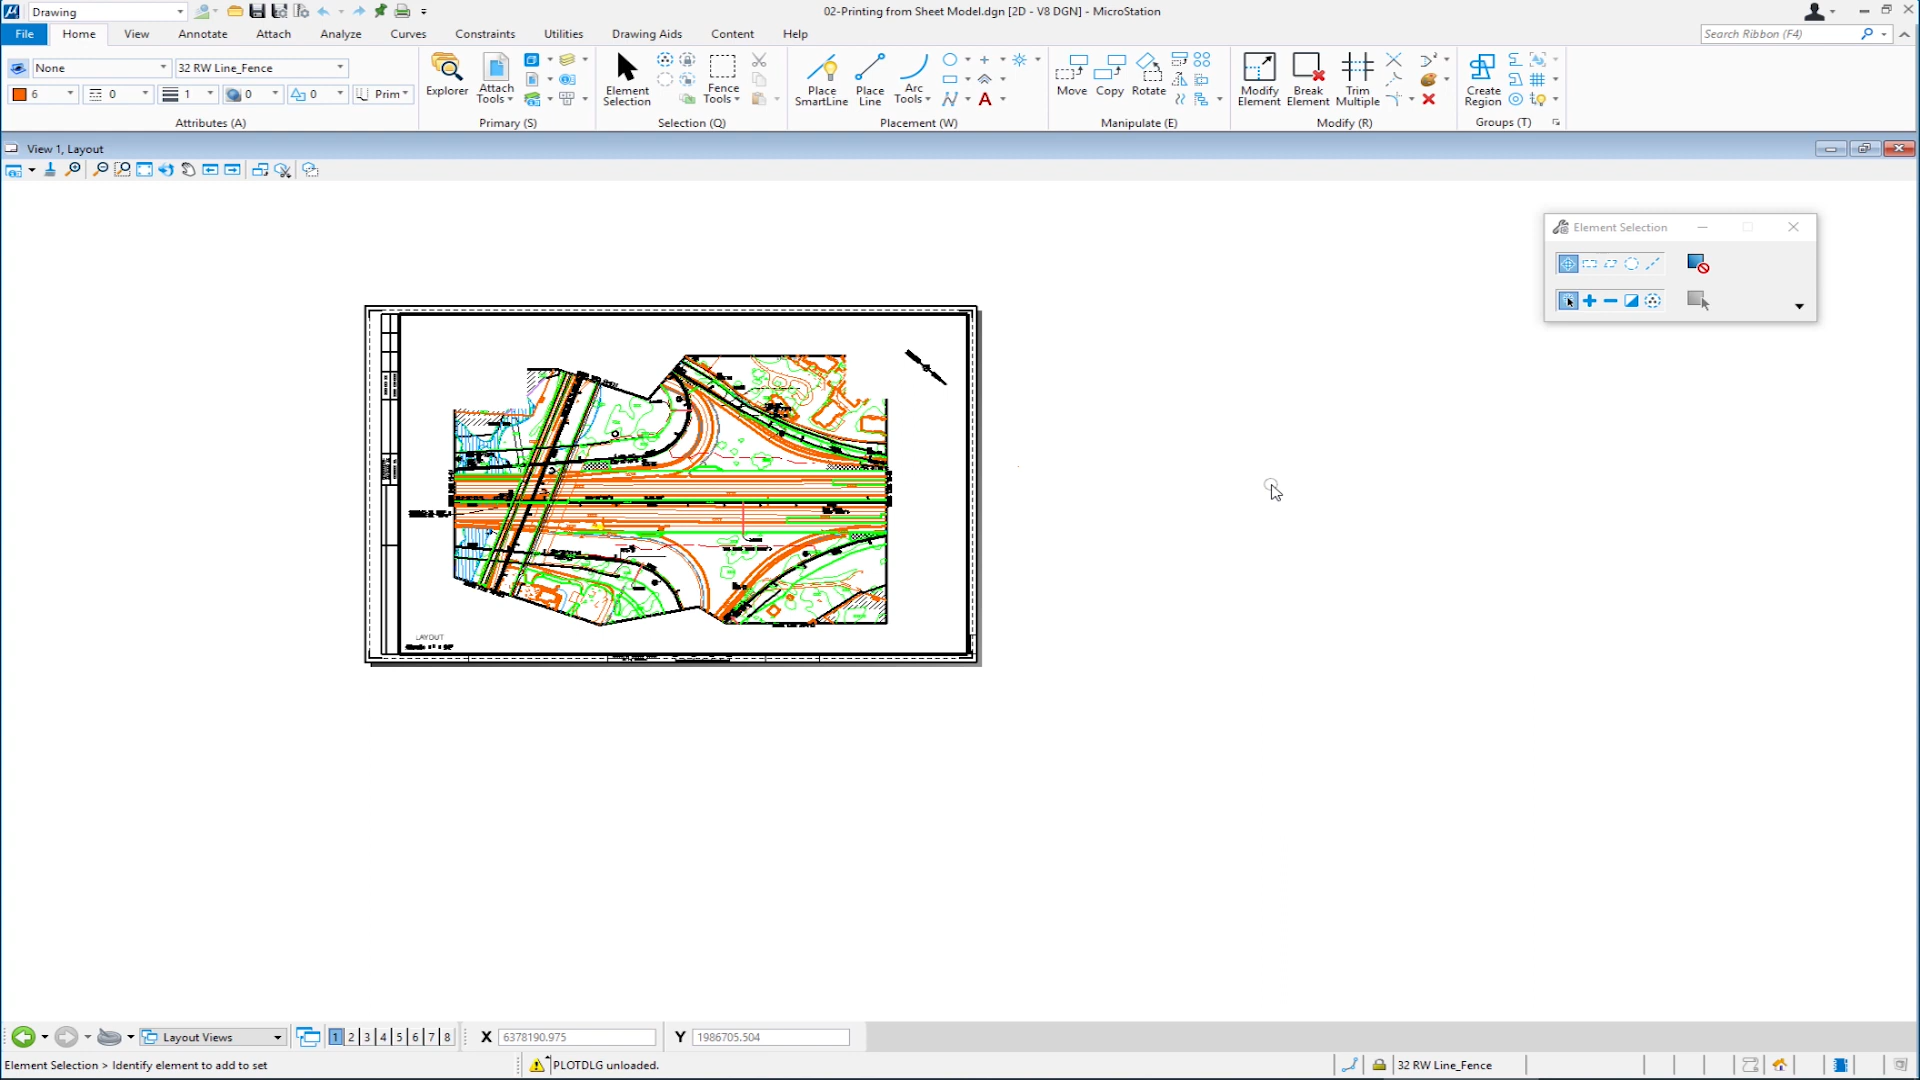 Drawing
02-Printing from Sheet Model.dgn [2D - V8 DGN] - MicroStation
File Home View Annotate Attach Analyze Curves Constraints Utilities Drawing Aids Content Help
Search Ribbon (F4)
None 32 RW Line_Fence
6 0 1 0 0 Prim
Attributes (A)
Explorer
Attach Tools
Primary (S)
Element Selection
Fence Tools
Selection (Q)
Place SmartLine
Place Line
Arc Tools
Placement (W)
Move Copy Rotate
Manipulate (E)
Modify Element
Break Element
Trim Multiple
Modify (R)
Create Region
Groups (T)
View 1, Layout
Element Selection
LAYOUT
Layout Views
1 2 3 4 5 6 7 8
X 6378190.975
Y 1986705.504
Element Selection > Identify element to add to set
PLOTDLG unloaded.
32 RW Line_Fence